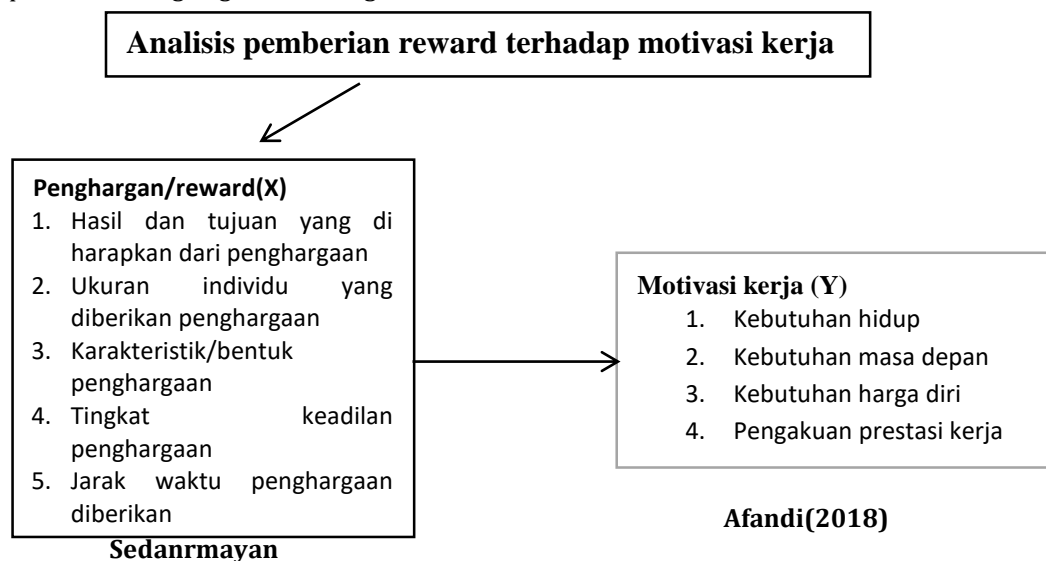 Analisis pemberian reward terhadap motivasi kerja
Penghargan/reward(X)
1. Hasil dan tujuan yang di
harapkan dari penghargaan
2. Ukuran individu yang
diberikan penghargaan
3. Karakteristik/bentuk
penghargaan
4. Tingkat keadilan
penghargaan
5. Jarak waktu penghargaan
diberikan
Sedanrmayan
Motivasi kerja (Y)
1. Kebutuhan hidup
2. Kebutuhan masa depan
3. Kebutuhan harga diri
4. Pengakuan prestasi kerja
Afandi(2018)